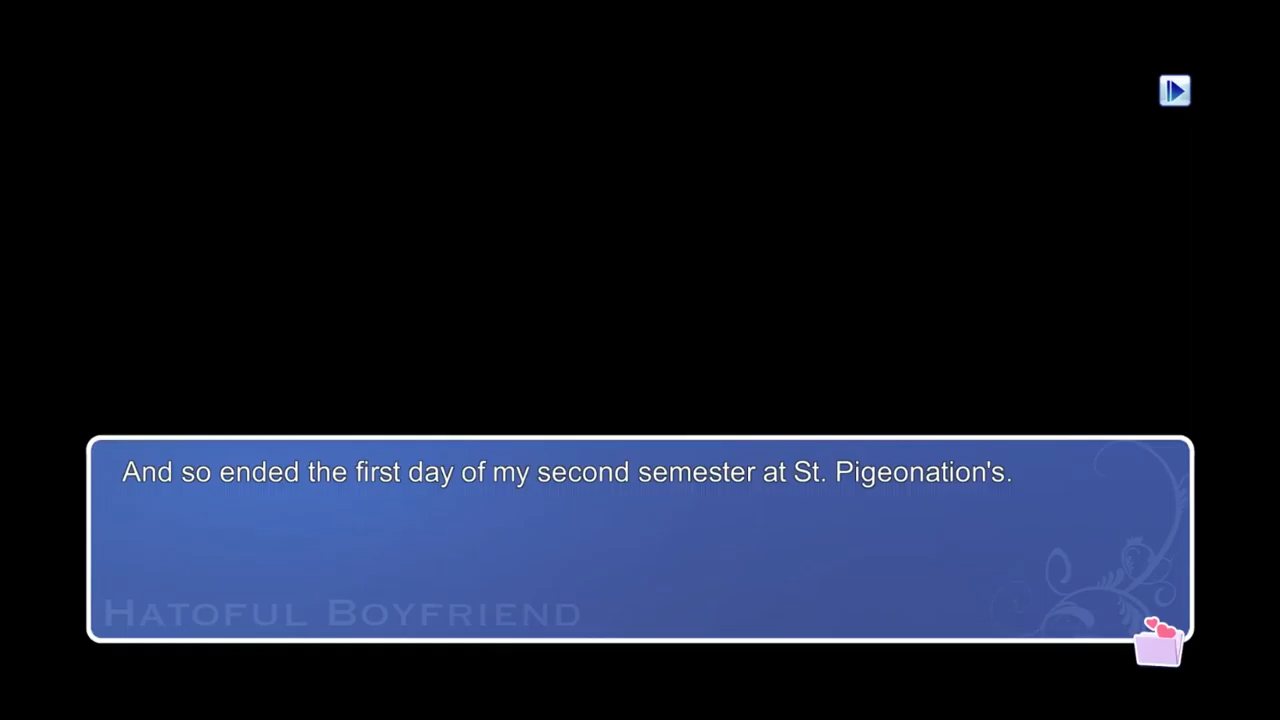 And so ended the first day of my second semester at St. Pigeonation's.
HATOFUL BOYFRIEND